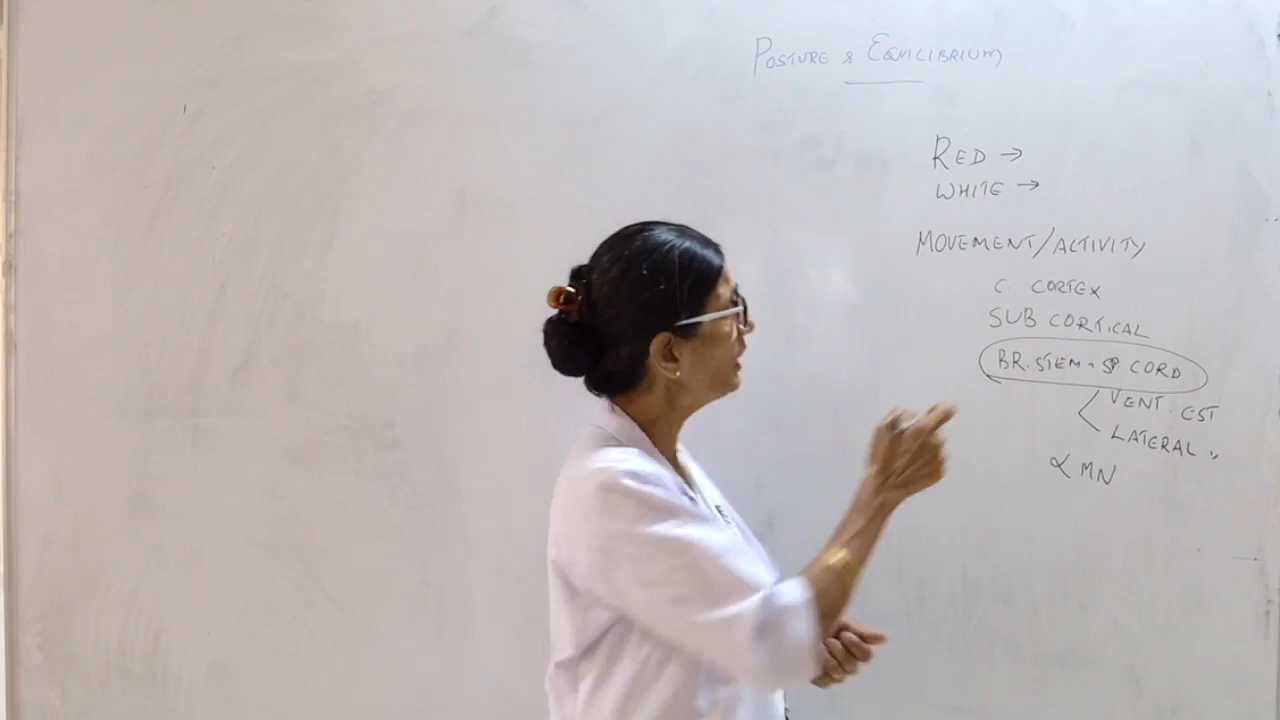 POSTURE & EQUILIBRIUM
RED →
WHITE →
MOVEMENT/ACTIVITY
C. CORTEX
SUB CORTICAL
BR. STEM SP. CORD
VENT. CST
LATERAL "
α MN